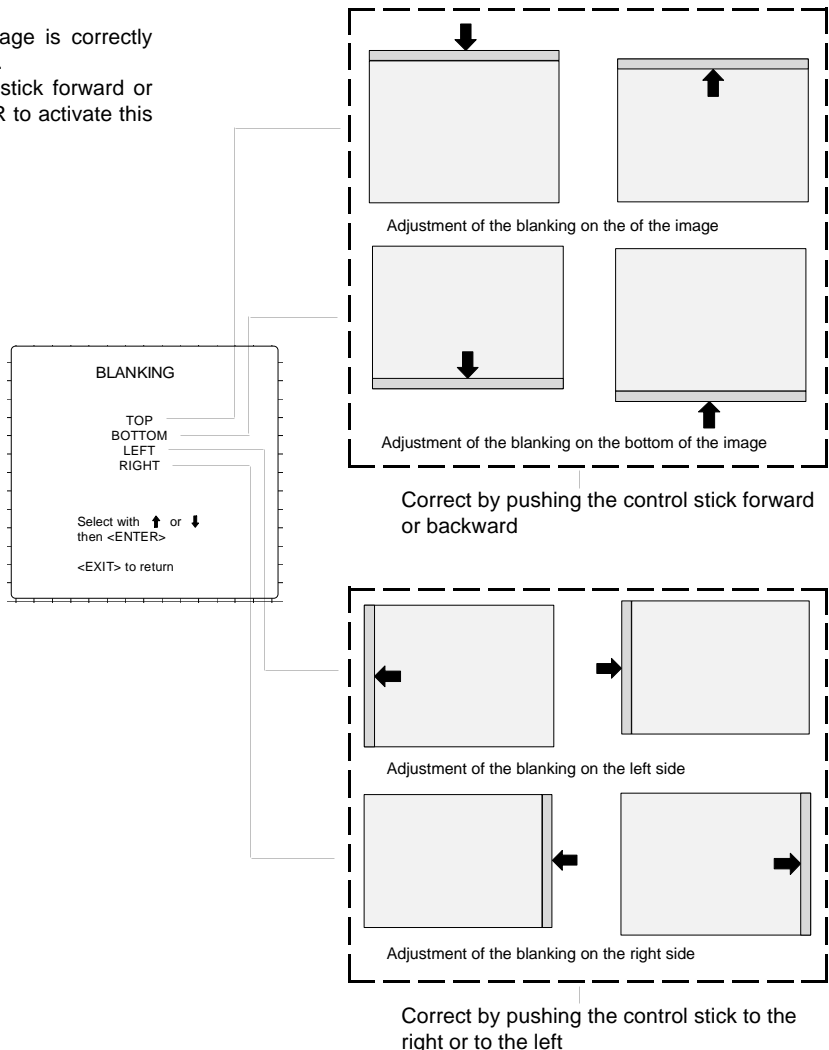 age is correctly
.
stick forward or
R to activate this
Adjustment of the blanking on the of the image
Adjustment of the blanking on the bottom of the image
Correct by pushing the control stick forward
or backward
BLANKING
TOP
BOTTOM
LEFT
RIGHT
Select with ⬆ or ⬇
then <ENTER>
<EXIT> to return
Adjustment of the blanking on the left side
Adjustment of the blanking on the right side
Correct by pushing the control stick to the
right or to the left